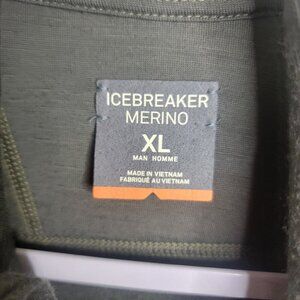 ICEBREAKER
MERINO
XL
MAN HOMME
MADE IN VIETNAM
FABRIQUÉ AU VIETNAM